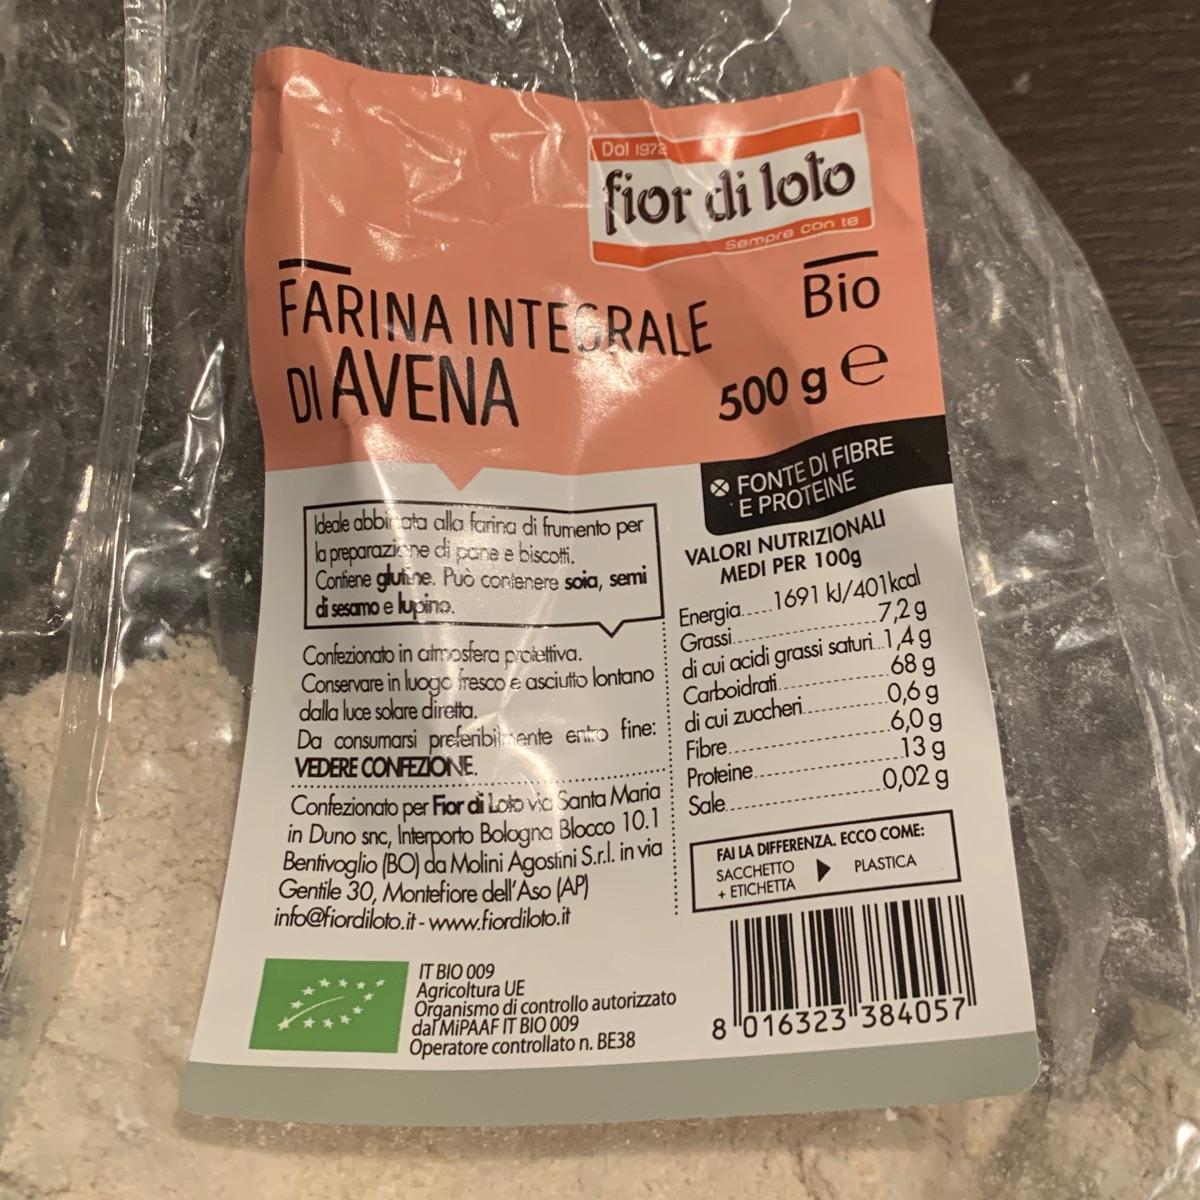 Dal 1972
fior di loto
Sempre con te
Bio
FARINA INTEGRALE
DI AVENA
500 g e
FONTE DI FIBRE
E PROTEINE
Ideale abbinata alla farina di frumento per
la preparazione di pane e biscotti.
Contiene glutine. Può contenere soia, semi
di sesamo e lupino.
Confezionato in atmosfera protettiva.
Conservare in luogo fresco e asciutto lontano
dalla luce solare diretta.
Da consumarsi preferibilmente entro fine:
VEDERE CONFEZIONE.
Confezionato per Fior di Loto via Santa Maria
in Duno snc, Interporto Bologna Blocco 10.1
Bentivoglio (BO) da Molini Agostini S.r.l. in via
Gentile 30, Montefiore dell'Aso (AP)
info@fiordiloto.it - www.fiordiloto.it
VALORI NUTRIZIONALI
MEDI PER 100g
Energia.....1691 kJ/401kcal
Grassi..................7,2 g
di cui acidi grassi saturi...1,4 g
Carboidrati................68 g
di cui zuccheri............0,6 g
Fibre....................6,0 g
Proteine..................13 g
Sale....................0,02 g
FAI LA DIFFERENZA. ECCO COME:
SACCHETTO
+ ETICHETTA
PLASTICA
IT BIO 009
Agricoltura UE
Organismo di controllo autorizzato
dal MiPAAF IT BIO 009
Operatore controllato n. BE38
8 016323 384057